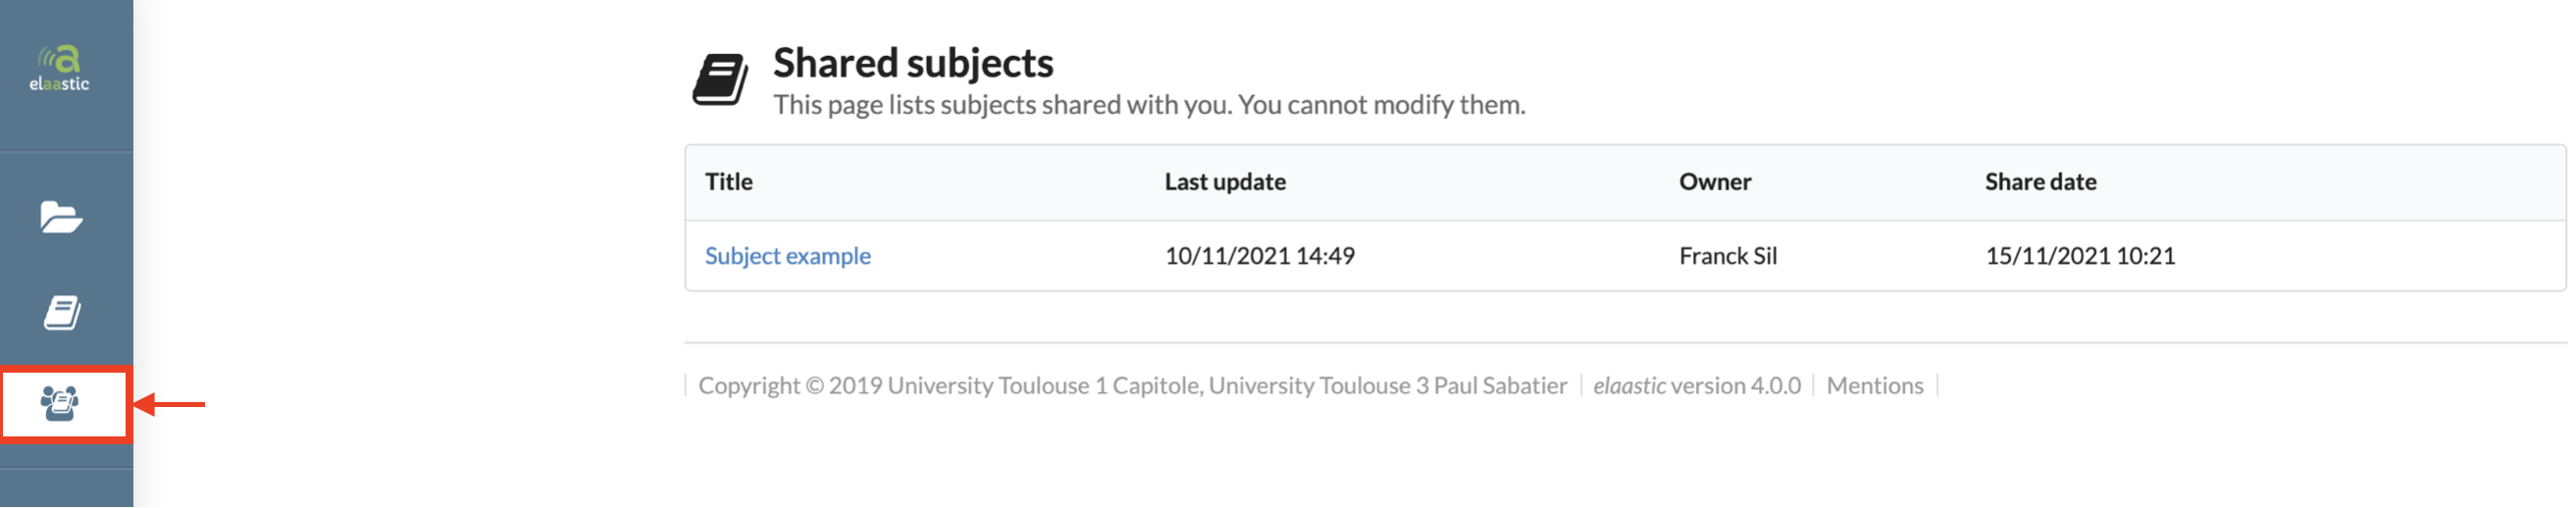 elaastic
Shared subjects
This page lists subjects shared with you. You cannot modify them.
Title Last update Owner Share date
Subject example 10/11/2021 14:49 Franck Sil 15/11/2021 10:21
Copyright © 2019 University Toulouse 1 Capitole, University Toulouse 3 Paul Sabatier | elaastic version 4.0.0 | Mentions |